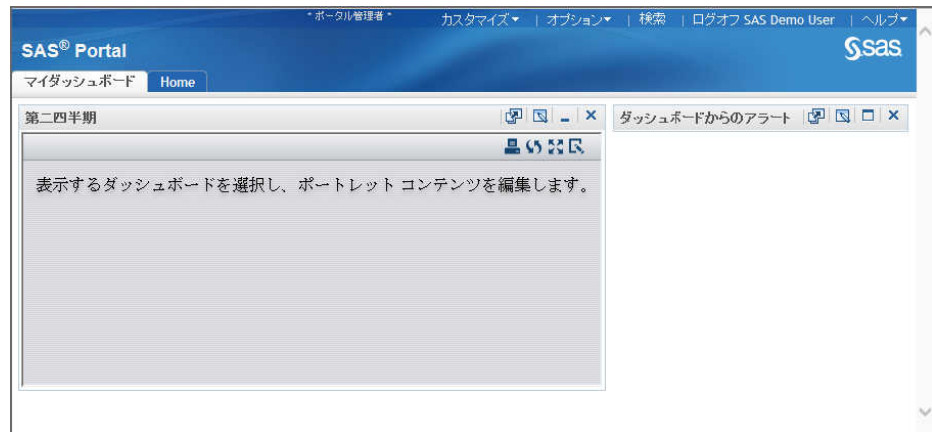 * ポータル管理者 *
カスタマイズ | オプション | 検索 | ログオフ SAS Demo User | ヘルプ
SAS® Portal
sas
マイダッシュボード Home
第二四半期
ダッシュボードからのアラート
表示するダッシュボードを選択し、ポートレット コンテンツを編集します。